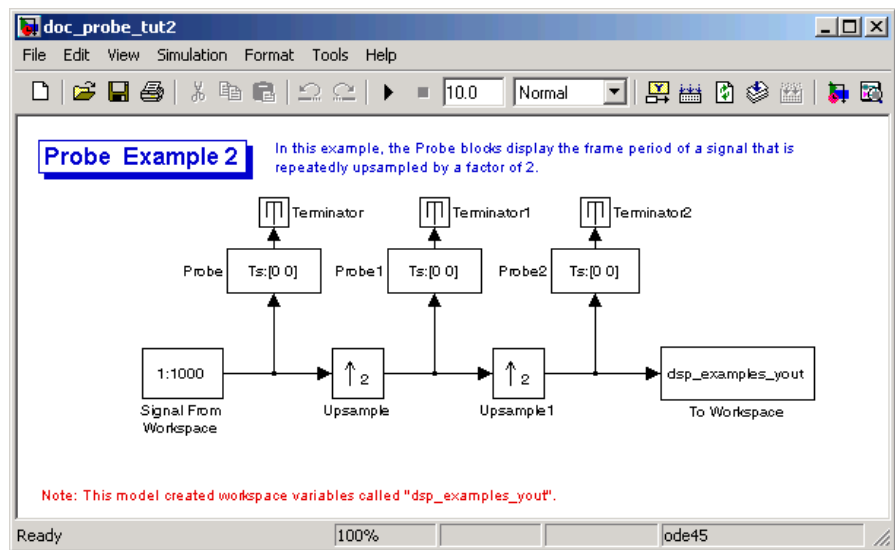 doc_probe_tut2
File Edit View Simulation Format Tools Help
10.0 Normal
Probe Example 2
In this example, the Probe blocks display the frame period of a signal that is
repeatedly upsampled by a factor of 2.
Terminator Terminator1 Terminator2
Probe Ts:[0 0] Probe1 Ts:[0 0] Probe2 Ts:[0 0]
1:1000 2 2 dsp_examples_yout
Signal From
Workspace
Upsample Upsample1 To Workspace
Note: This model created workspace variables called "dsp_examples_yout".
Ready 100% ode45